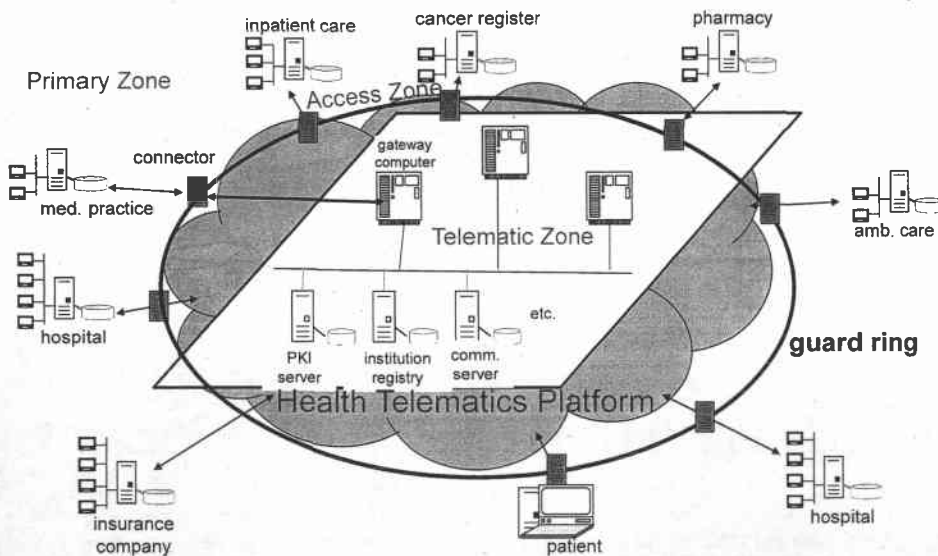 inpatient care
cancer register
pharmacy
Primary Zone
Access Zone
connector
gateway
computer
med. practice
amb. care
Telematic Zone
hospital
etc.
PKI
server
institution
registry
comm.
server
guard ring
Health Telematics Platform
insurance
company
patient
hospital